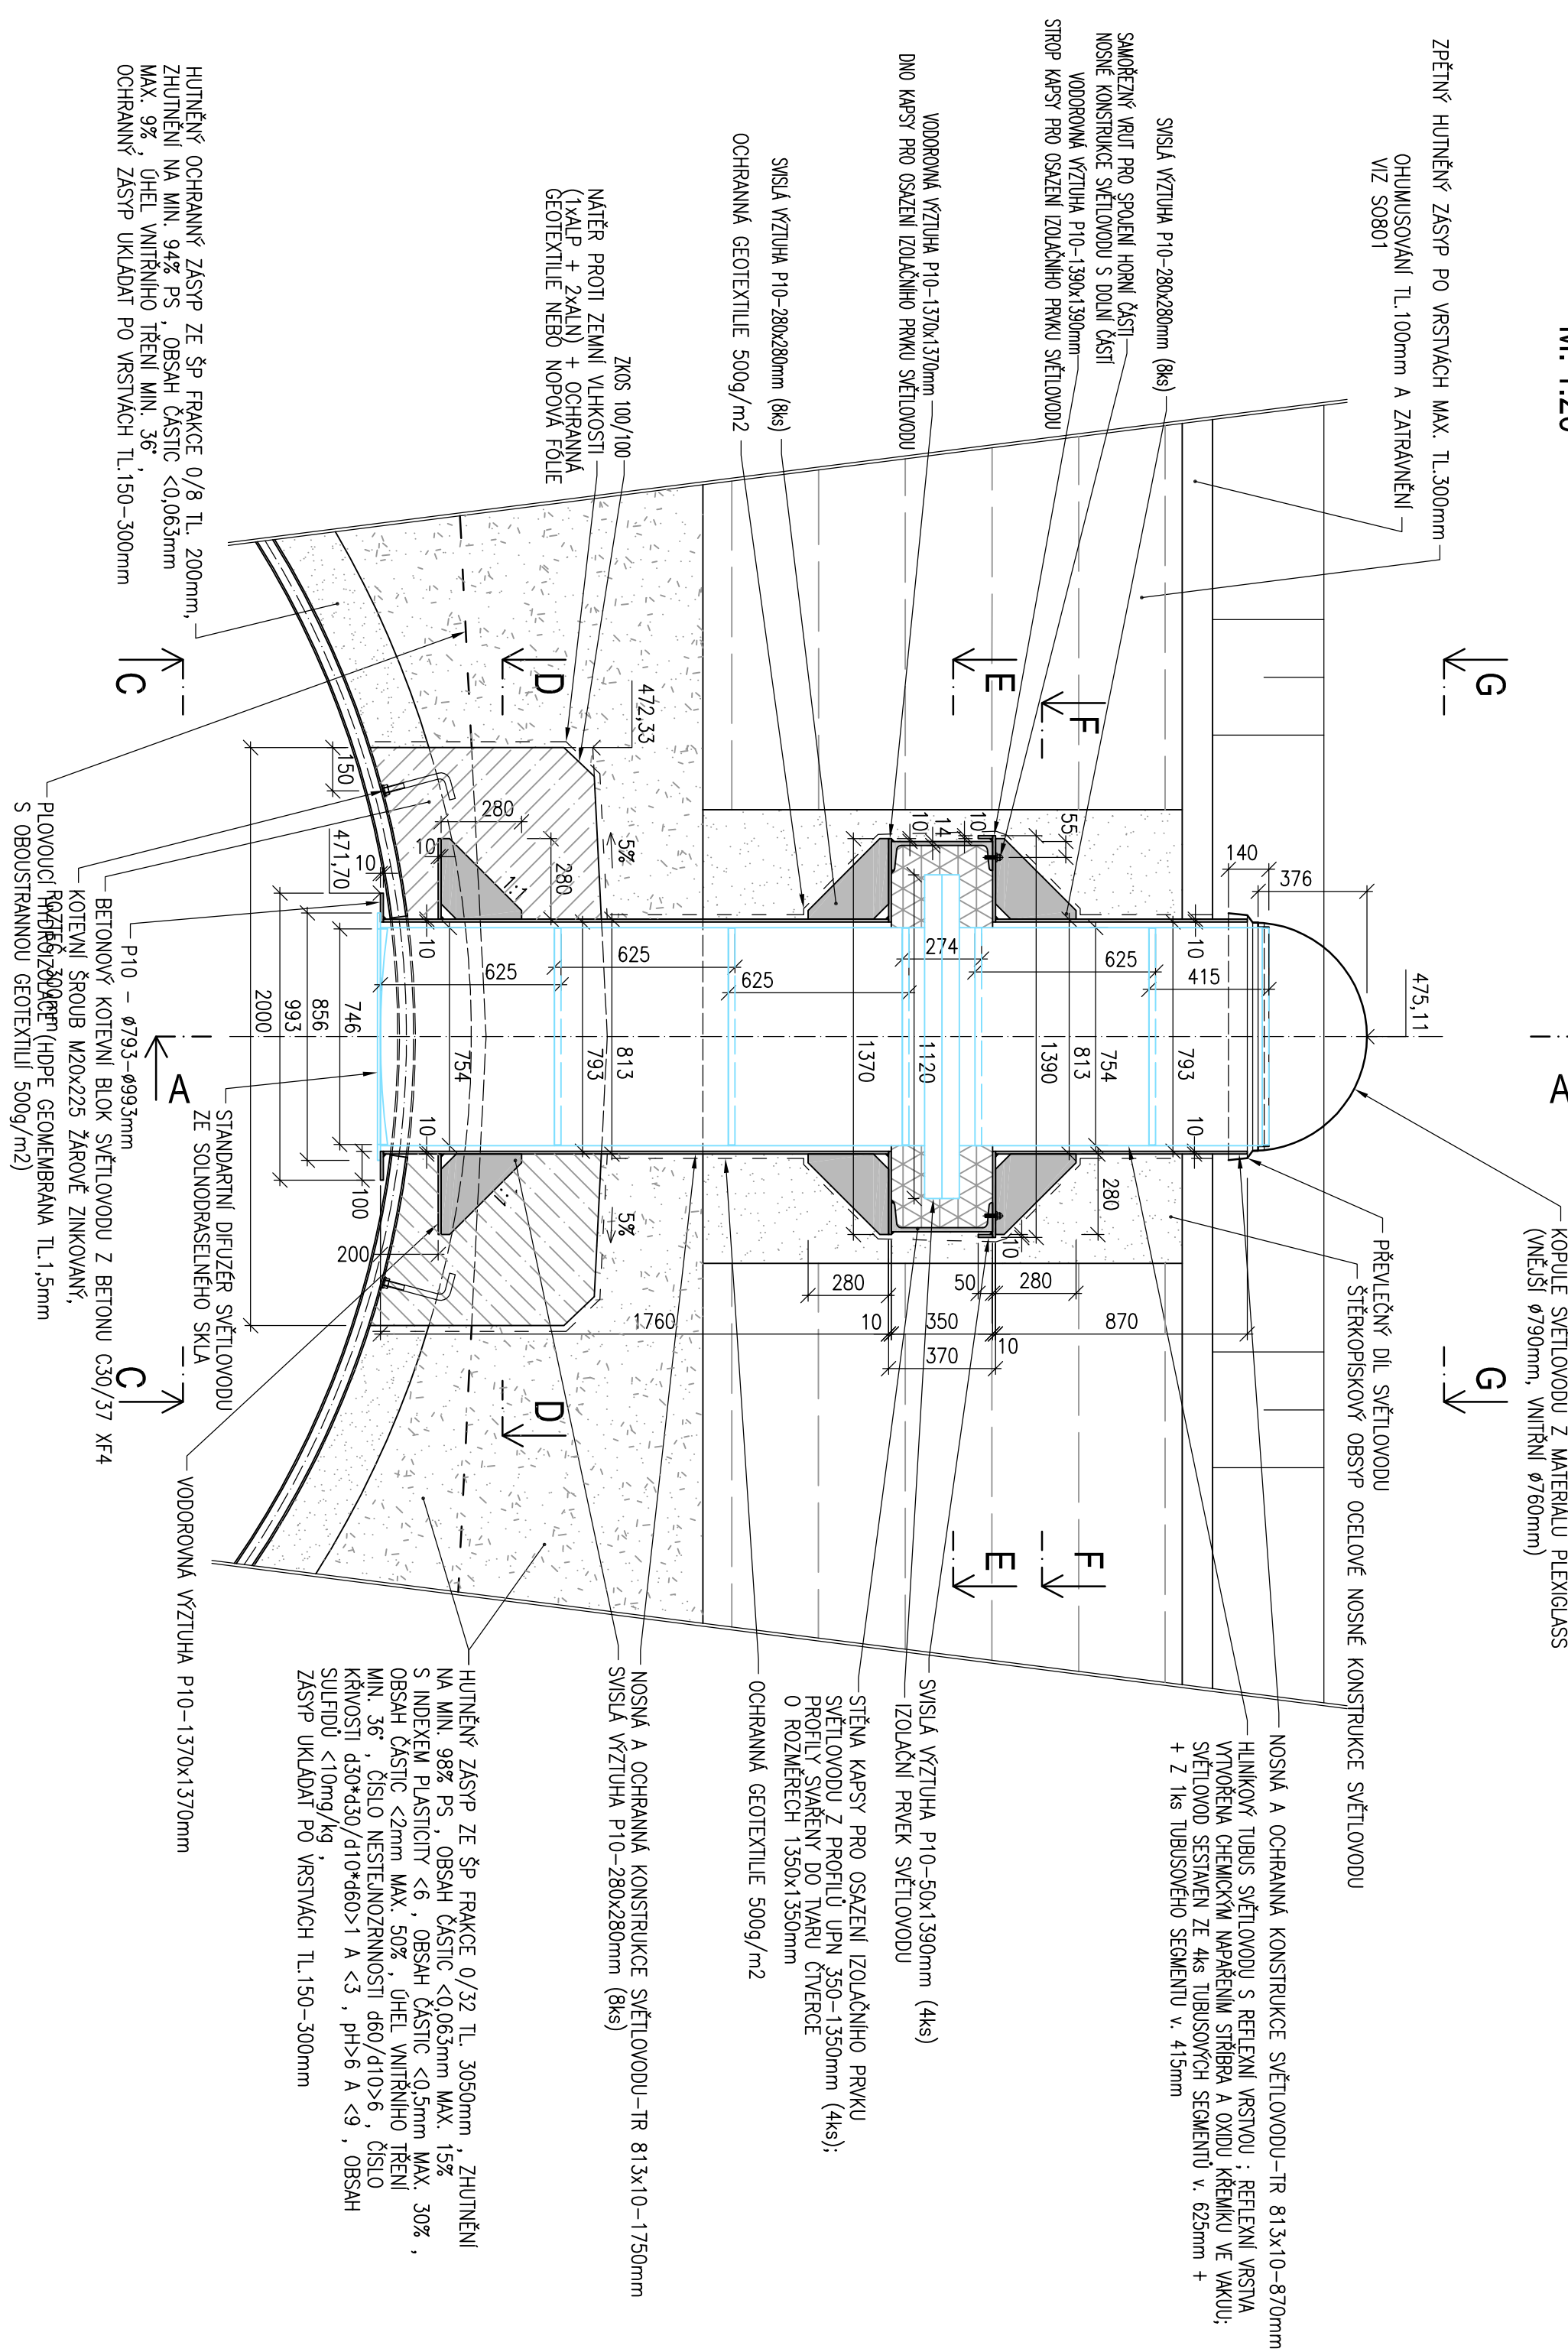 M. 1:20
ZPĚTNÝ HUTNĚNÝ ZÁSYP PO VRSTVÁCH MAX. TL.300mm
OHUMUSOVÁNÍ TL.100mm A ZATRÁVNĚNÍ
VIZ SO801
SVISLÁ VÝZTUHA P10-280x280mm (8ks)
SAMOŘEZNÝ VRUT PRO SPOJENÍ HORNÍ ČÁSTI
NOSNÉ KONSTRUKCE SVĚTLOVODU S DOLNÍ ČÁSTÍ
VODOROVNÁ VÝZTUHA P10-1390x1390mm
STROP KAPSY PRO OSAZENÍ IZOLAČNÍHO PRVKU SVĚTLOVODU
VODOROVNÁ VÝZTUHA P10-1370x1370mm
DNO KAPSY PRO OSAZENÍ IZOLAČNÍHO PRVKU SVĚTLOVODU
SVISLÁ VÝZTUHA P10-280x280mm (8ks)
OCHRANNÁ GEOTEXTILIE 500g/m2
ZKOS 100/100
NÁTĚR PROTI ZEMNÍ VLHKOSTI
(1xALP + 2xALN) + OCHRANNÁ
GEOTEXTILIE NEBO NOPOVÁ FÓLIE
HUTNĚNÝ OCHRANNÝ ZÁSYP ZE ŠP FRAKCE 0/8 TL. 200mm,
ZHUTNĚNÍ NA MIN. 94% PS , OBSAH ČÁSTIC <0,063mm
MAX. 9% , ÚHEL VNITŘNÍHO TŘENÍ MIN. 36° ,
OCHRANNÝ ZÁSYP UKLÁDAT PO VRSTVÁCH TL.150-300mm
KOPULE SVĚTLOVODU Z MATERIÁLU PLEXIGLASS
(VNĚJŠÍ ø790mm, VNITŘNÍ ø760mm)
PŘEVLEČNÝ DÍL SVĚTLOVODU
ŠTĚRKOPÍSKOVÝ OBSYP OCELOVÉ NOSNÉ KONSTRUKCE SVĚTLOVODU
NOSNÁ A OCHRANNÁ KONSTRUKCE SVĚTLOVODU-TR 813x10-870mm
HLINÍKOVÝ TUBUS SVĚTLOVODU S REFLEXNÍ VRSTVOU ; REFLEXNÍ VRSTVA
VYTVOŘENA CHEMICKÝM NAPAŘENÍM STŘÍBRA A OXIDU KŘEMÍKU VE VAKUU;
SVĚTLOVOD SESTAVEN ZE 4ks TUBUSOVÝCH SEGMENTŮ v. 625mm +
+ Z 1ks TUBUSOVÉHO SEGMENTU v. 415mm
SVISLÁ VÝZTUHA P10-50x1390mm (4ks)
IZOLAČNÍ PRVEK SVĚTLOVODU
STĚNA KAPSY PRO OSAZENÍ IZOLAČNÍHO PRVKU
SVĚTLOVODU Z PROFILŮ UPN 350-1350mm (4ks);
PROFILY SVAŘENY DO TVARU ČTVERCE
O ROZMĚRECH 1350x1350mm
OCHRANNÁ GEOTEXTILIE 500g/m2
NOSNÁ A OCHRANNÁ KONSTRUKCE SVĚTLOVODU-TR 813x10-1750mm
SVISLÁ VÝZTUHA P10-280x280mm (8ks)
HUTNĚNÝ ZÁSYP ZE ŠP FRAKCE 0/32 TL. 3050mm , ZHUTNĚNÍ
NA MIN. 98% PS , OBSAH ČÁSTIC <0,063mm MAX. 15%
S INDEXEM PLASTICITY <6 , OBSAH ČÁSTIC <0,5mm MAX. 30% ,
OBSAH ČÁSTIC <2mm MAX. 50% , ÚHEL VNITŘNÍHO TŘENÍ
MIN. 36° , ČÍSLO NESTEJNOZRNNOSTI d60/d10>6 , ČÍSLO
KŘIVOSTI d30*d30/d10*d60>1 A <3 , pH>6 A <9 , OBSAH
SULFIDŮ <10mg/kg ,
ZÁSYP UKLÁDAT PO VRSTVÁCH TL.150-300mm
VODOROVNÁ VÝZTUHA P10-1370x1370mm
STANDARTNÍ DIFUZÉR SVĚTLOVODU
ZE SOLNODRASELNÉHO SKLA
P10 - ø793-ø993mm
BETONOVÝ KOTEVNÍ BLOK SVĚTLOVODU Z BETONU C30/37 XF4
KOTEVNÍ ŠROUB M20x225 ŽÁROVĚ ZINKOVANÝ,
ROZTEČ 300mm
PLOVOUCÍ HYDROIZOLACE (HDPE GEOMEMBRÁNA TL.1,5mm
S OBOUSTRANNOU GEOTEXTILIÍ 500g/m2)
A
G
G
F
F
E
E
D
D
C
C
A
475,11
376
140
415
10
10
793
754
813
1390
625
870
55
10
14
10
280
280
10
50
274
1120
1370
350
10
10
370
280
625
625
625
1760
813
793
754
472,33
5%
5%
280
280
1:1
1:1
10
10
10
10
471,70
150
200
100
746
856
993
2000